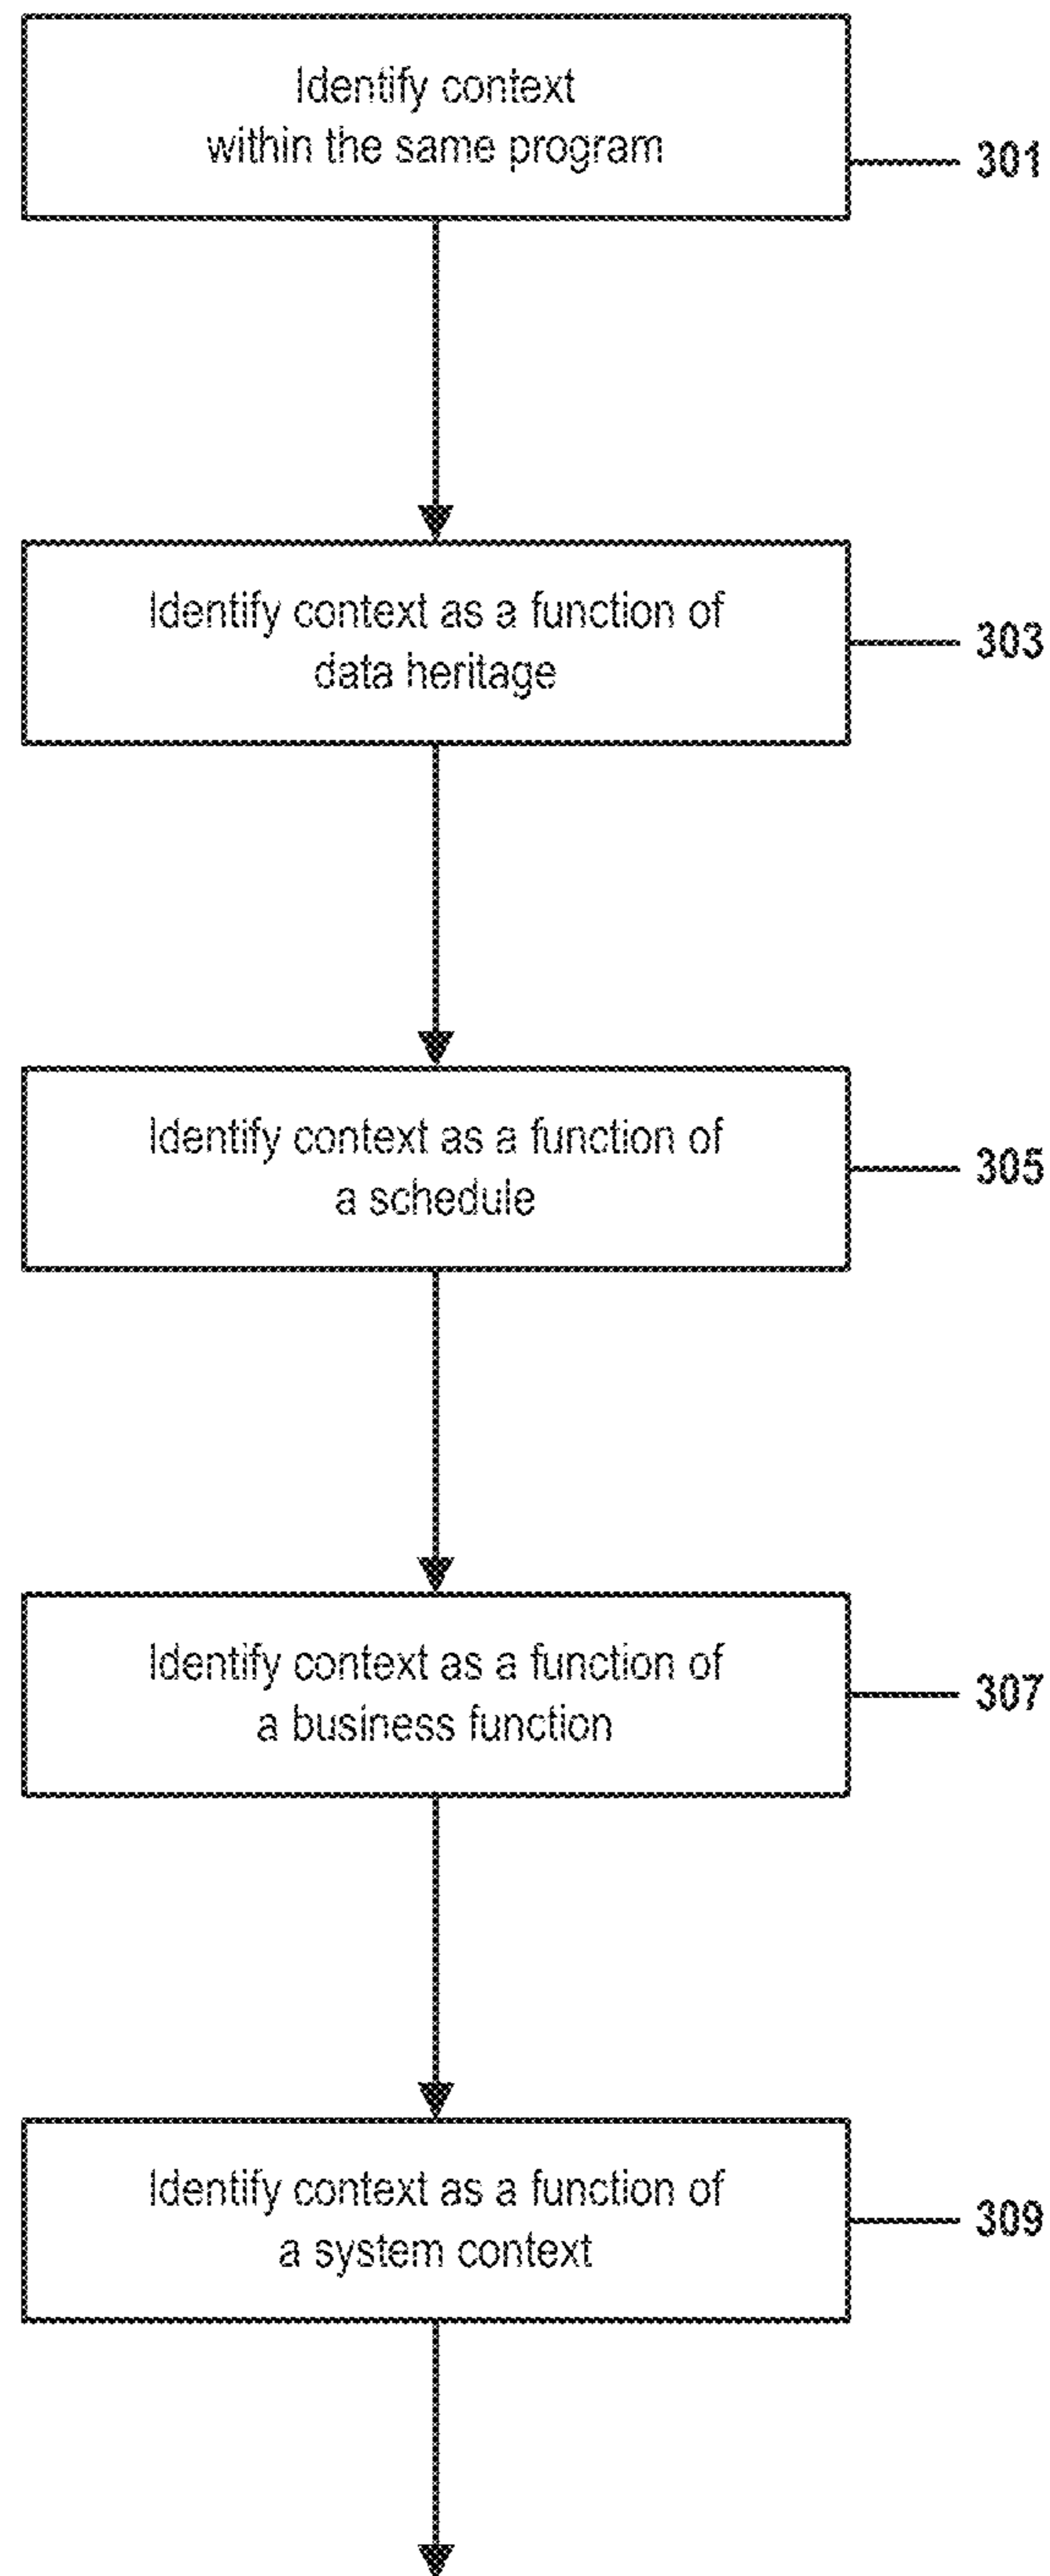 Identify context
within the same program
301
Identify context as a function of
data heritage
303
Identify context as a function of
a schedule
305
Identify context as a function of
a business function
307
Identify context as a function of
a system context
309